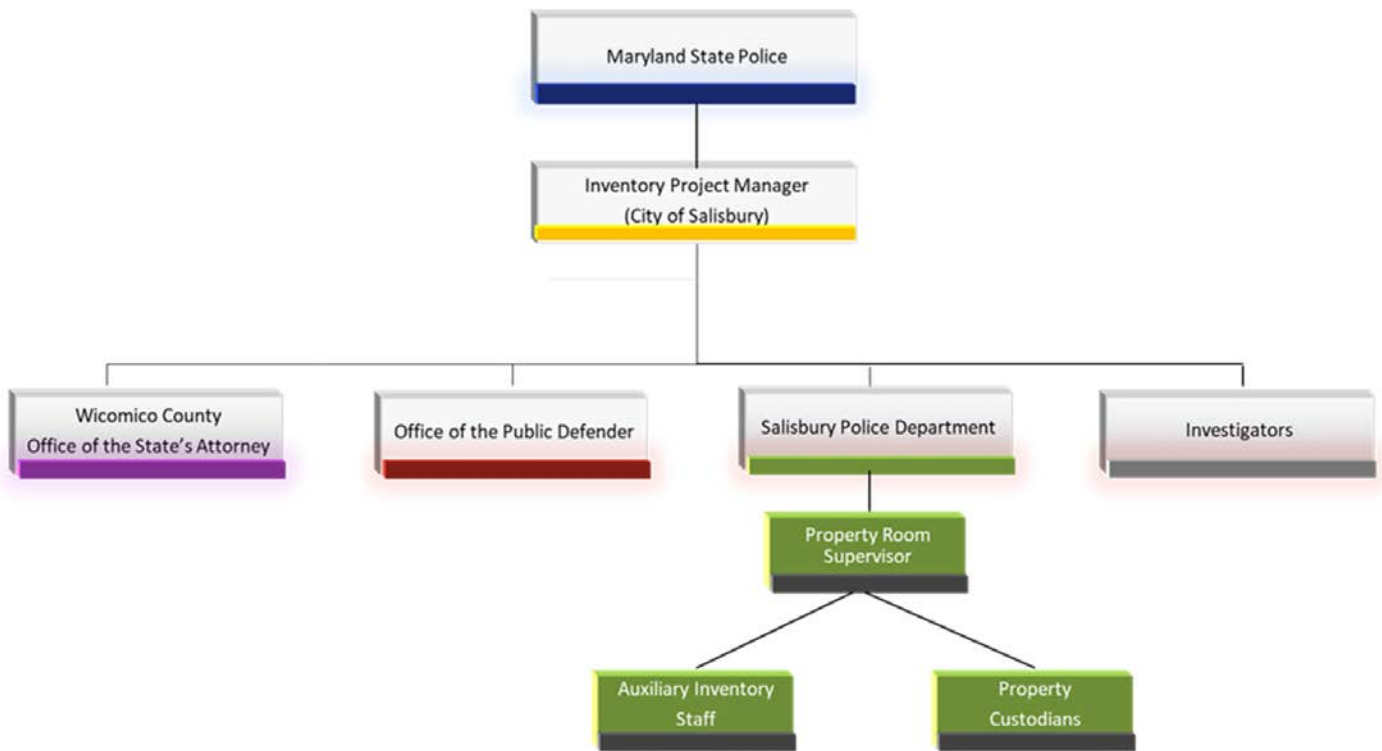 Maryland State Police
Inventory Project Manager
(City of Salisbury)
Wicomico County
Office of the State’s Attorney
Office of the Public Defender
Salisbury Police Department
Investigators
Property Room
Supervisor
Auxiliary Inventory
Staff
Property
Custodians